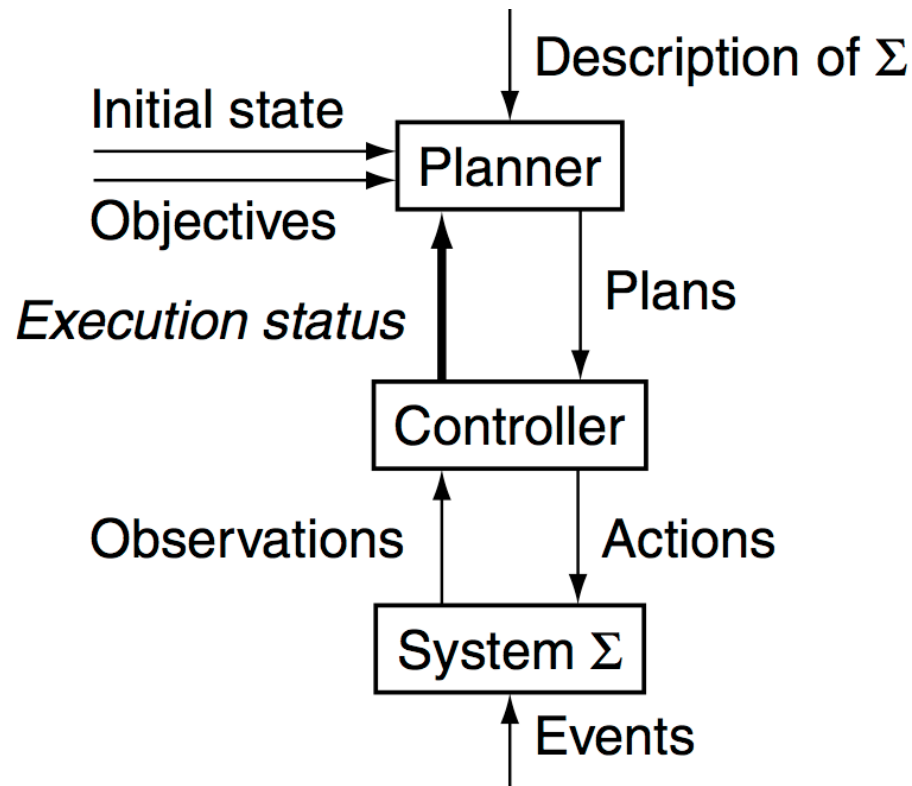 Description of Σ
Initial state
Planner
Objectives
Plans
Execution status
Controller
Observations
Actions
System Σ
Events